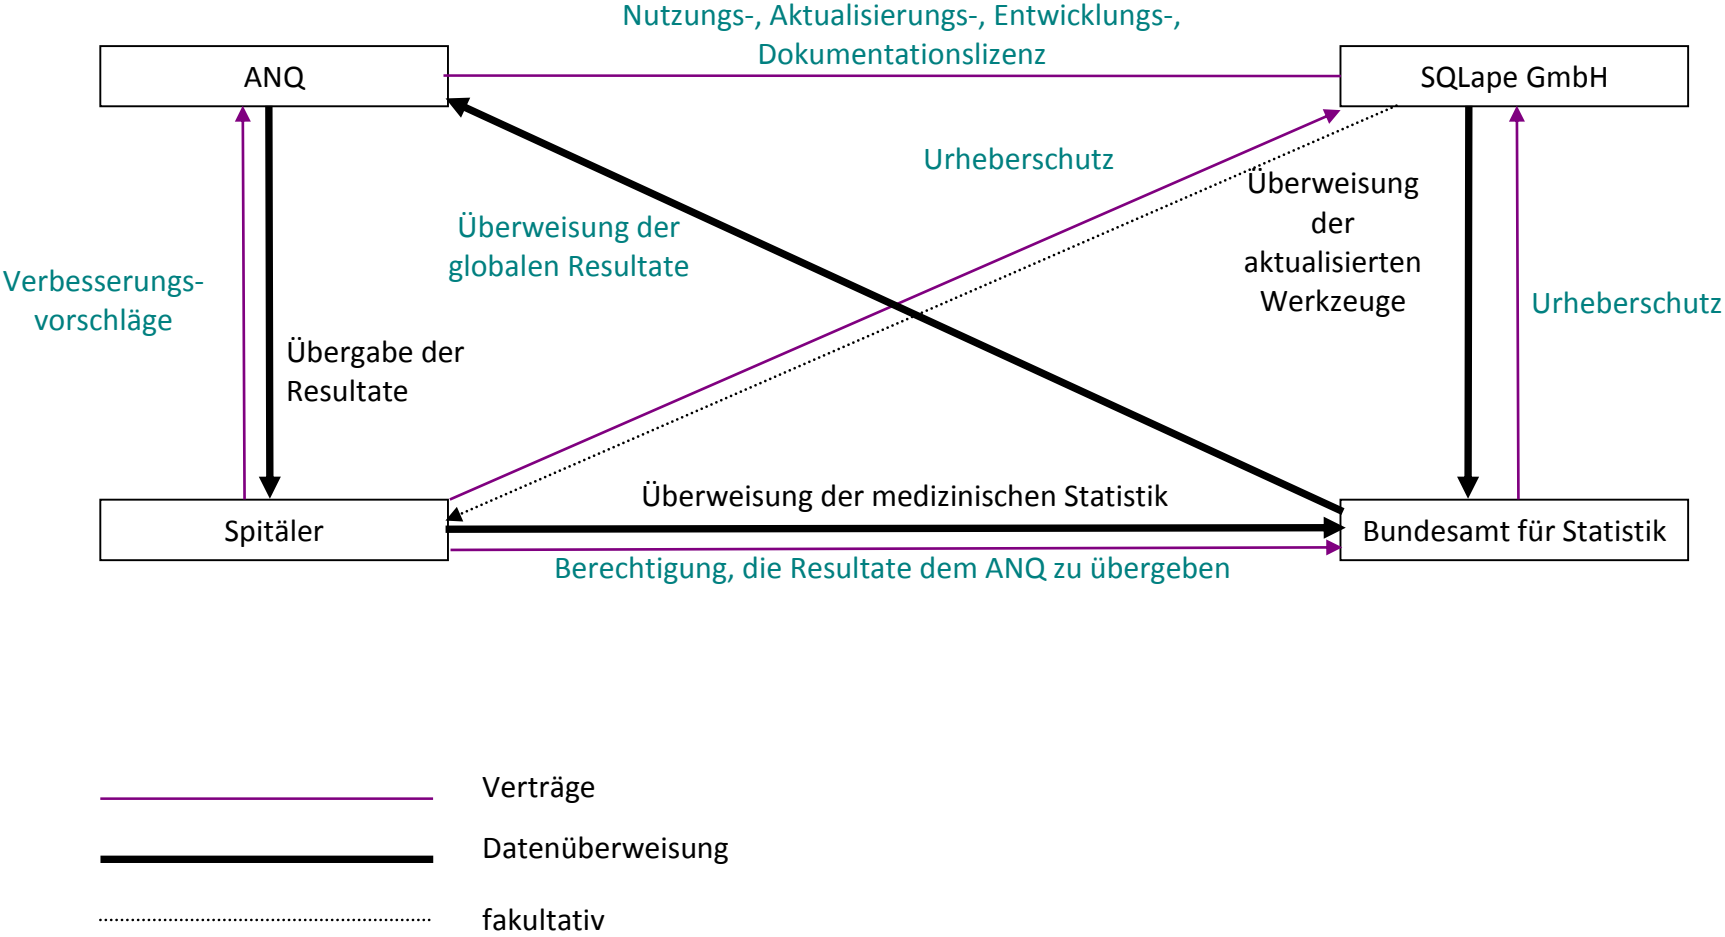 Nutzungs-, Aktualisierungs-, Entwicklungs-,
Dokumentationslizenz
ANQ
SQLape GmbH
Urheberschutz
Überweisung
der
aktualisierten
Werkzeuge
Überweisung der
globalen Resultate
Verbesserungs-
vorschläge
Urheberschutz
Übergabe der
Resultate
Überweisung der medizinischen Statistik
Spitäler
Bundesamt für Statistik
Berechtigung, die Resultate dem ANQ zu übergeben
Verträge
Datenüberweisung
fakultativ